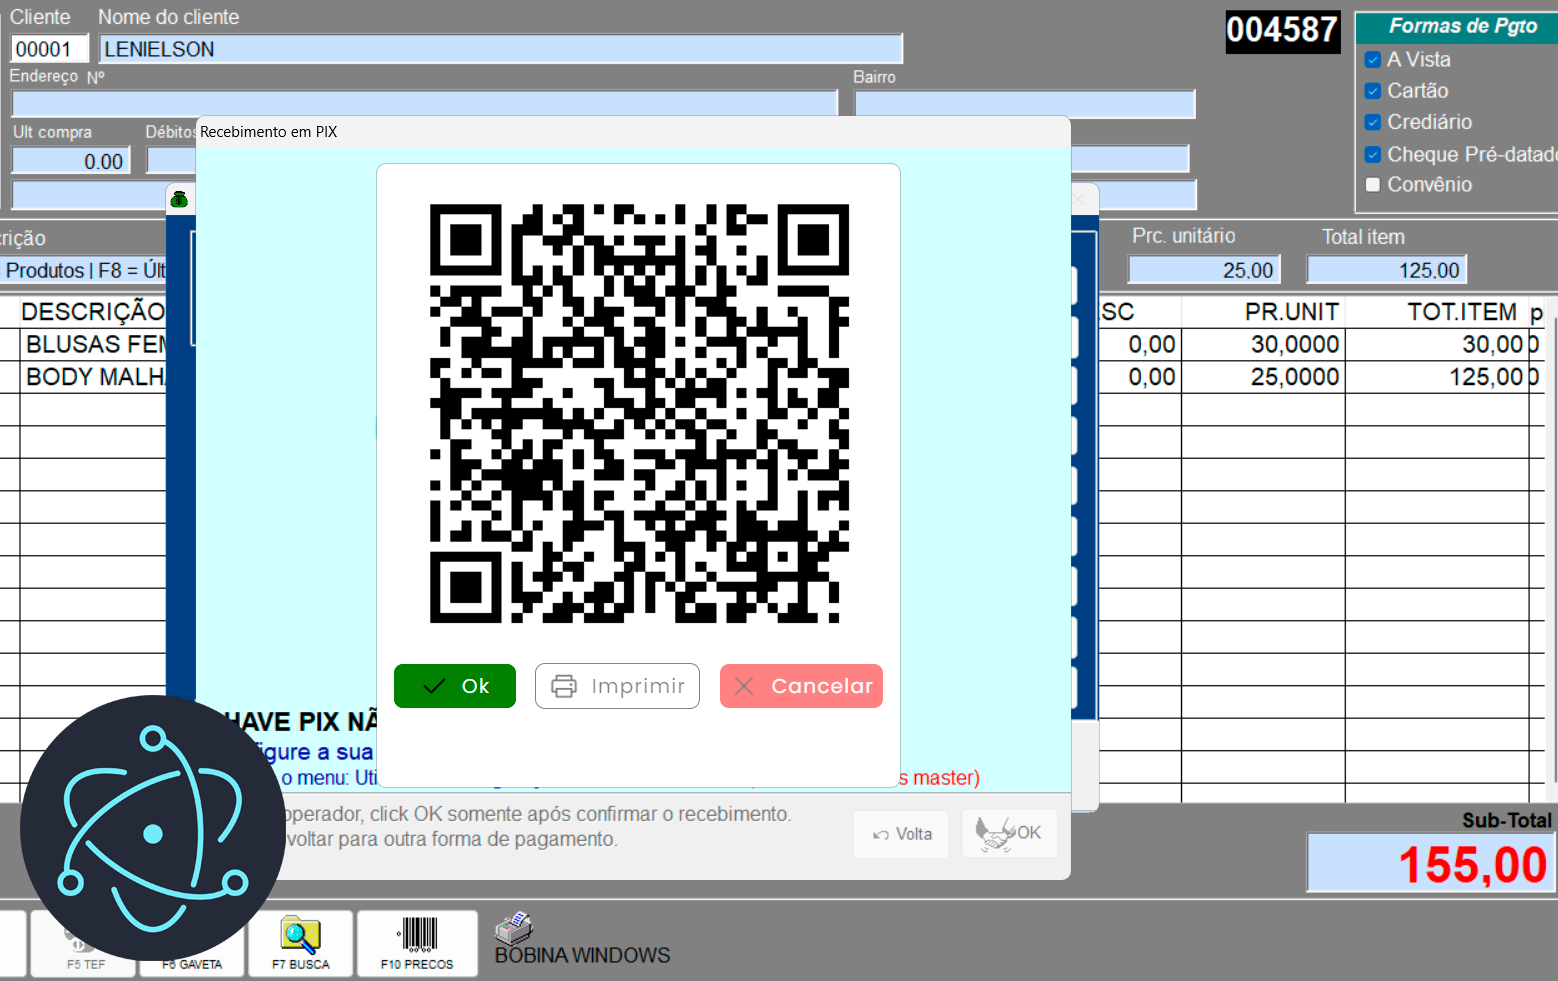 Cliente Nome do cliente
004587
Formas de Pgto
00001 LENIELSON
A Vista
Endereço Nº Bairro
Cartão
Crediário
Ult compra Débitos
Recebimento em PIX
0.00
Cheque Pré-datado
Convênio
rição
Prc. unitário Total item
Produtos | F8 = Últ
25,00 125,00
DESCRIÇÃO SC PR.UNIT TOT.ITEM p
BLUSAS FEM 0,00 30,0000 30,00 0
BODY MALHA 0,00 25,0000 125,00 0
Ok Imprimir Cancelar
HAVE PIX NÃ
igure a sua
o menu: Uti s master)
operador, click OK somente após confirmar o recebimento.
voltar para outra forma de pagamento.
Volta OK
Sub-Total
155,00
F5 TEF F6 GAVETA F7 BUSCA F10 PRECOS
BOBINA WINDOWS